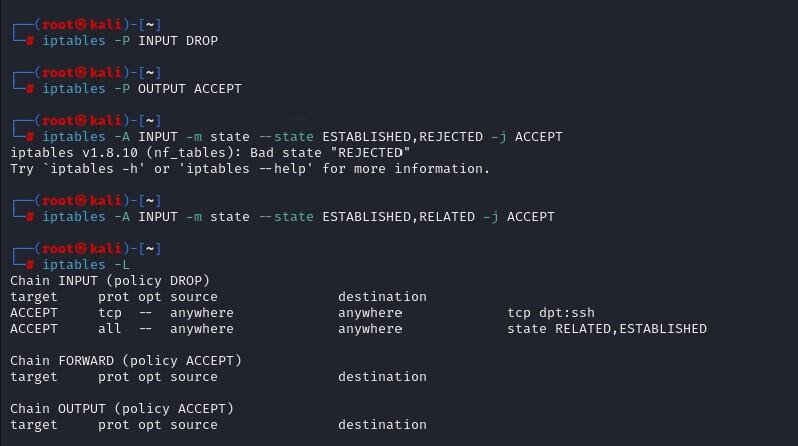 ┌──(root㉿kali)-[~]
└─# iptables -P INPUT DROP
┌──(root㉿kali)-[~]
└─# iptables -P OUTPUT ACCEPT
┌──(root㉿kali)-[~]
└─# iptables -A INPUT -m state --state ESTABLISHED,REJECTED -j ACCEPT
iptables v1.8.10 (nf_tables): Bad state "REJECTED"
Try `iptables -h' or 'iptables --help' for more information.
┌──(root㉿kali)-[~]
└─# iptables -A INPUT -m state --state ESTABLISHED,RELATED -j ACCEPT
┌──(root㉿kali)-[~]
└─# iptables -L
Chain INPUT (policy DROP)
target     prot opt source               destination
ACCEPT     tcp  --  anywhere             anywhere             tcp dpt:ssh
ACCEPT     all  --  anywhere             anywhere             state RELATED,ESTABLISHED
Chain FORWARD (policy ACCEPT)
target     prot opt source               destination
Chain OUTPUT (policy ACCEPT)
target     prot opt source               destination